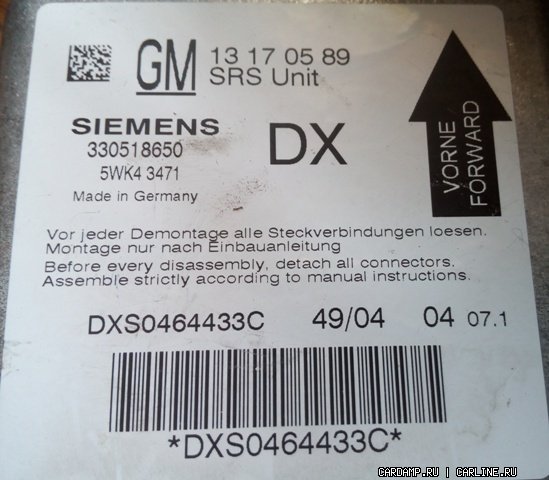 GM 13 17 05 89
SRS Unit
SIEMENS
330518650
5WK4 3471
Made in Germany
DX
VORNE
FORWARD
Vor jeder Demontage alle Steckverbindungen loesen.
Montage nur nach Einbauanleitung
Before every disassembly, detach all connectors.
Assemble strictly according to manual instructions.
DXS0464433C 49/04 04 07.1
*DXS0464433C*
CARDAMP.RU | CARLINE.RU